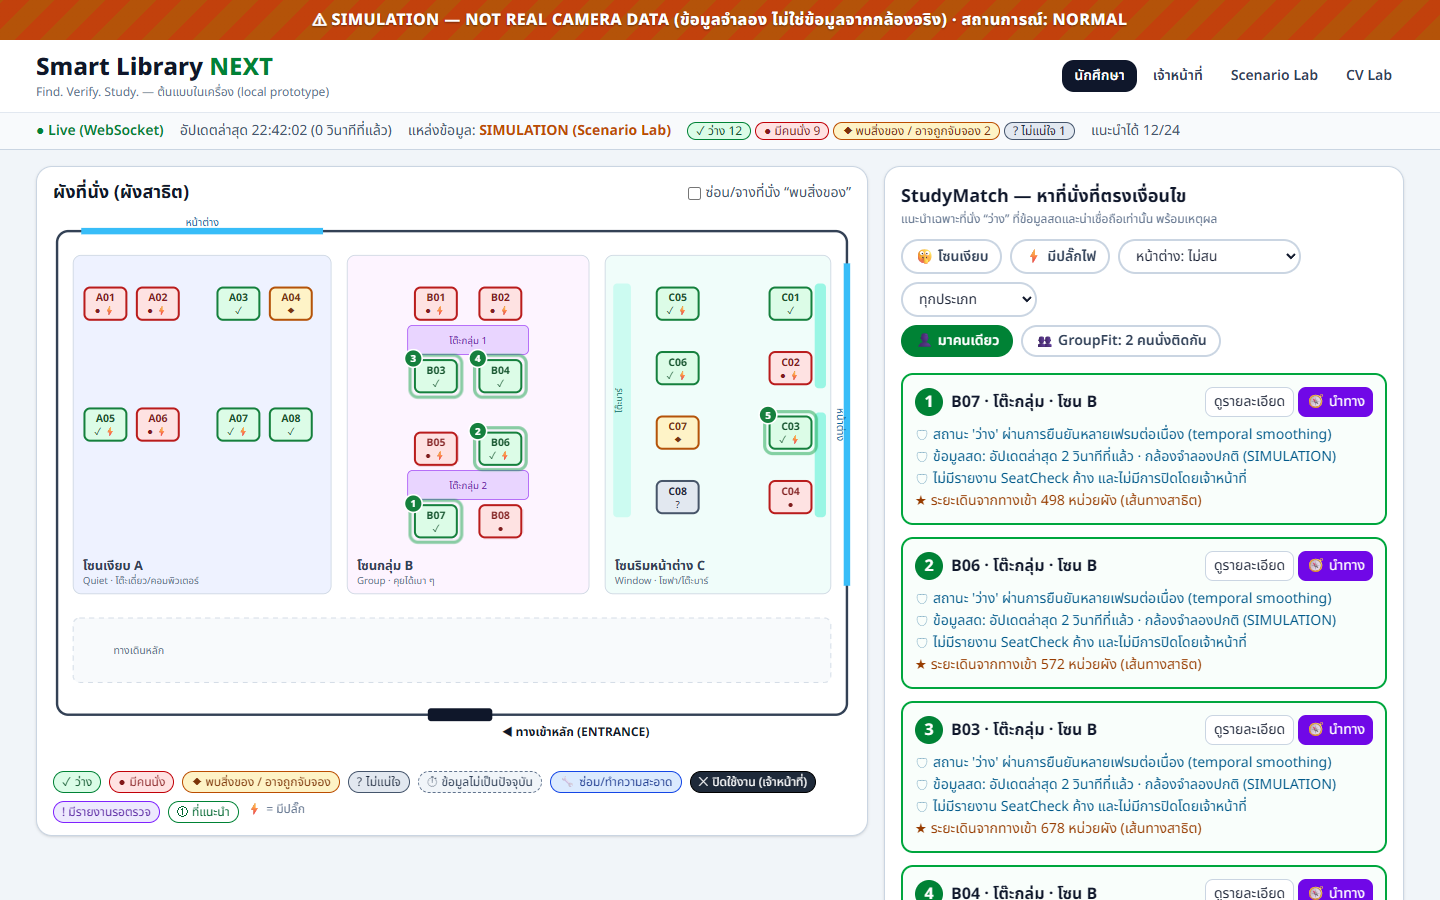 ⚠ SIMULATION — NOT REAL CAMERA DATA (ข้อมูลจำลอง ไม่ใช่ข้อมูลจากกล้องจริง) · สถานการณ์: NORMAL
Smart Library NEXT
Find. Verify. Study. — ต้นแบบในเครื่อง (local prototype)
นักศึกษา
เจ้าหน้าที่
Scenario Lab
CV Lab
● Live (WebSocket)
อัปเดตล่าสุด 22:42:02 (0 วินาทีที่แล้ว)
แหล่งข้อมูล: SIMULATION (Scenario Lab)
✓ ว่าง 12
● มีคนนั่ง 9
◆ พบสิ่งของ / อาจถูกจับจอง 2
? ไม่แน่ใจ 1
แนะนำได้ 12/24
ผังที่นั่ง (ผังสาธิต)
ซ่อน/จางที่นั่ง “พบสิ่งของ”
หน้าต่าง
A01
A02
A03
✓
A04
◆
A05
✓
A06
A07
✓
A08
✓
โซนเงียบ A
Quiet · โต๊ะเดี่ยว/คอมพิวเตอร์
B01
B02
โต๊ะกลุ่ม 1
3
B03
✓
4
B04
✓
B05
2
B06
✓
โต๊ะกลุ่ม 2
1
B07
✓
B08
●
โซนกลุ่ม B
Group · คุยได้เบา ๆ
โต๊ะบาร์
C05
✓
C01
✓
C06
✓
C02
C07
◆
5
C03
✓
C08
?
C04
●
หน้าต่าง
โซนริมหน้าต่าง C
Window · โซฟา/โต๊ะบาร์
ทางเดินหลัก
◀ ทางเข้าหลัก (ENTRANCE)
✓ ว่าง
● มีคนนั่ง
◆ พบสิ่งของ / อาจถูกจับจอง
? ไม่แน่ใจ
ข้อมูลไม่เป็นปัจจุบัน
ซ่อม/ทำความสะอาด
✕ ปิดใช้งาน (เจ้าหน้าที่)
! มีรายงานรอตรวจ
① ที่แนะนำ
= มีปลั๊ก
StudyMatch — หาที่นั่งที่ตรงเงื่อนไข
แนะนำเฉพาะที่นั่ง “ว่าง” ที่ข้อมูลสดและน่าเชื่อถือเท่านั้น พร้อมเหตุผล
โซนเงียบ
มีปลั๊กไฟ
หน้าต่าง: ไม่สน
ทุกประเภท
มาคนเดียว
GroupFit: 2 คนนั่งติดกัน
1 B07 · โต๊ะกลุ่ม · โซน B
ดูรายละเอียด
นำทาง
สถานะ 'ว่าง' ผ่านการยืนยันหลายเฟรมต่อเนื่อง (temporal smoothing)
ข้อมูลสด: อัปเดตล่าสุด 2 วินาทีที่แล้ว · กล้องจำลองปกติ (SIMULATION)
ไม่มีรายงาน SeatCheck ค้าง และไม่มีการปิดโดยเจ้าหน้าที่
★ ระยะเดินจากทางเข้า 498 หน่วยผัง (เส้นทางสาธิต)
2 B06 · โต๊ะกลุ่ม · โซน B
ดูรายละเอียด
นำทาง
สถานะ 'ว่าง' ผ่านการยืนยันหลายเฟรมต่อเนื่อง (temporal smoothing)
ข้อมูลสด: อัปเดตล่าสุด 2 วินาทีที่แล้ว · กล้องจำลองปกติ (SIMULATION)
ไม่มีรายงาน SeatCheck ค้าง และไม่มีการปิดโดยเจ้าหน้าที่
★ ระยะเดินจากทางเข้า 572 หน่วยผัง (เส้นทางสาธิต)
3 B03 · โต๊ะกลุ่ม · โซน B
ดูรายละเอียด
นำทาง
สถานะ 'ว่าง' ผ่านการยืนยันหลายเฟรมต่อเนื่อง (temporal smoothing)
ข้อมูลสด: อัปเดตล่าสุด 2 วินาทีที่แล้ว · กล้องจำลองปกติ (SIMULATION)
ไม่มีรายงาน SeatCheck ค้าง และไม่มีการปิดโดยเจ้าหน้าที่
★ ระยะเดินจากทางเข้า 678 หน่วยผัง (เส้นทางสาธิต)
4 B04 · โต๊ะกลุ่ม · โซน B
ดูรายละเอียด
นำทาง